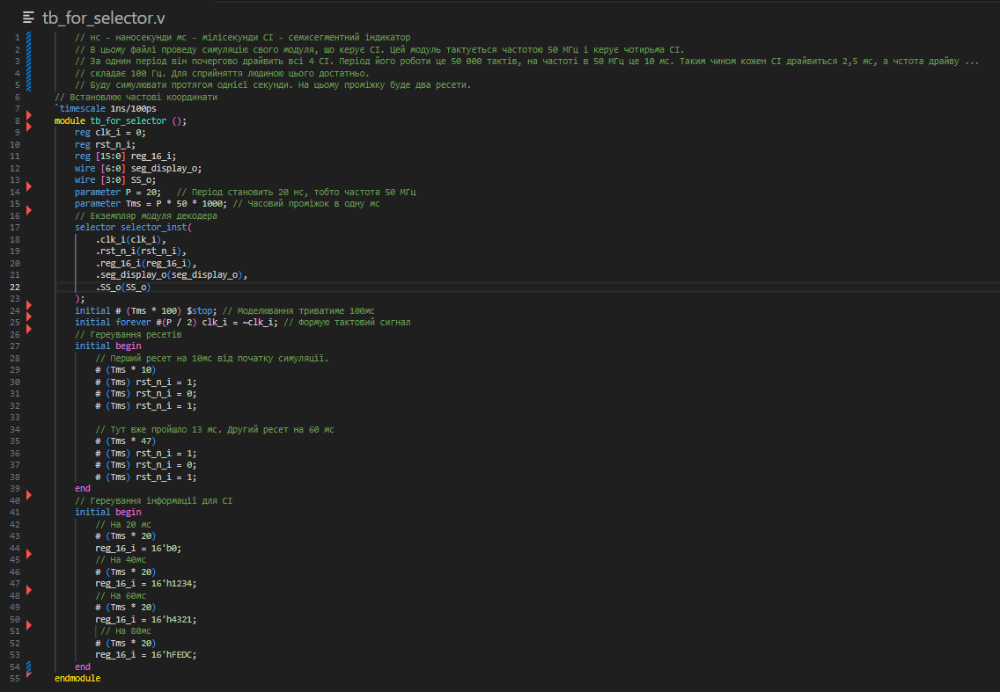 tb_for_selector.v
1 // нс - наносекунди мс - мілісекунди СІ - семисегментний індикатор
2 // В цьому файлі проведу симуляцію свого модуля, що керує СІ. Цей модуль тактується частотою 50 МГц і керує чотирьма СІ.
3 // За однин період він почергово драйвить всі 4 СІ. Період його роботи це 50 000 тактів, на частоті в 50 МГц це 10 мс. Таким чином кожен СІ драйвиться 2,5 мс, а чстота драйву ...
4 // складає 100 Гц. Для сприйняття людиною цього достатньо.
5 // Буду симулювати протягом однієї секунди. На цьому проміжку буде два ресети.
6 // Встановлюю частові координати
7 `timescale 1ns/100ps
8 module tb_for_selector ();
9 reg clk_i = 0;
10 reg rst_n_i;
11 reg [15:0] reg_16_i;
12 wire [6:0] seg_display_o;
13 wire [3:0] SS_o;
14 parameter P = 20; // Період становить 20 нс, тобто частота 50 МГц
15 parameter Tms = P * 50 * 1000; // Часовий проміжок в одну мс
16 // Екземпляр модуля декодера
17 selector selector_inst(
18 .clk_i(clk_i),
19 .rst_n_i(rst_n_i),
20 .reg_16_i(reg_16_i),
21 .seg_display_o(seg_display_o),
22 .SS_o(SS_o)
23 );
24 initial # (Tms * 100) $stop; // Моделювання триватиме 100мс
25 initial forever #(P / 2) clk_i = ~clk_i; // Формую тактовий сигнал
26 // Гереування ресетів
27 initial begin
28 // Перший ресет на 10мс від початку симуляції.
29 # (Tms * 10)
30 # (Tms) rst_n_i = 1;
31 # (Tms) rst_n_i = 0;
32 # (Tms) rst_n_i = 1;
33
34 // Тут вже пройшло 13 мс. Другий ресет на 60 мс
35 # (Tms * 47)
36 # (Tms) rst_n_i = 1;
37 # (Tms) rst_n_i = 0;
38 # (Tms) rst_n_i = 1;
39 end
40 // Гереування інформації для СІ
41 initial begin
42 // На 20 мс
43 # (Tms * 20)
44 reg_16_i = 16'b0;
45 // На 40мс
46 # (Tms * 20)
47 reg_16_i = 16'h1234;
48 // На 60мс
49 # (Tms * 20)
50 reg_16_i = 16'h4321;
51 // На 80мс
52 # (Tms * 20)
53 reg_16_i = 16'hFEDC;
54 end
55 endmodule